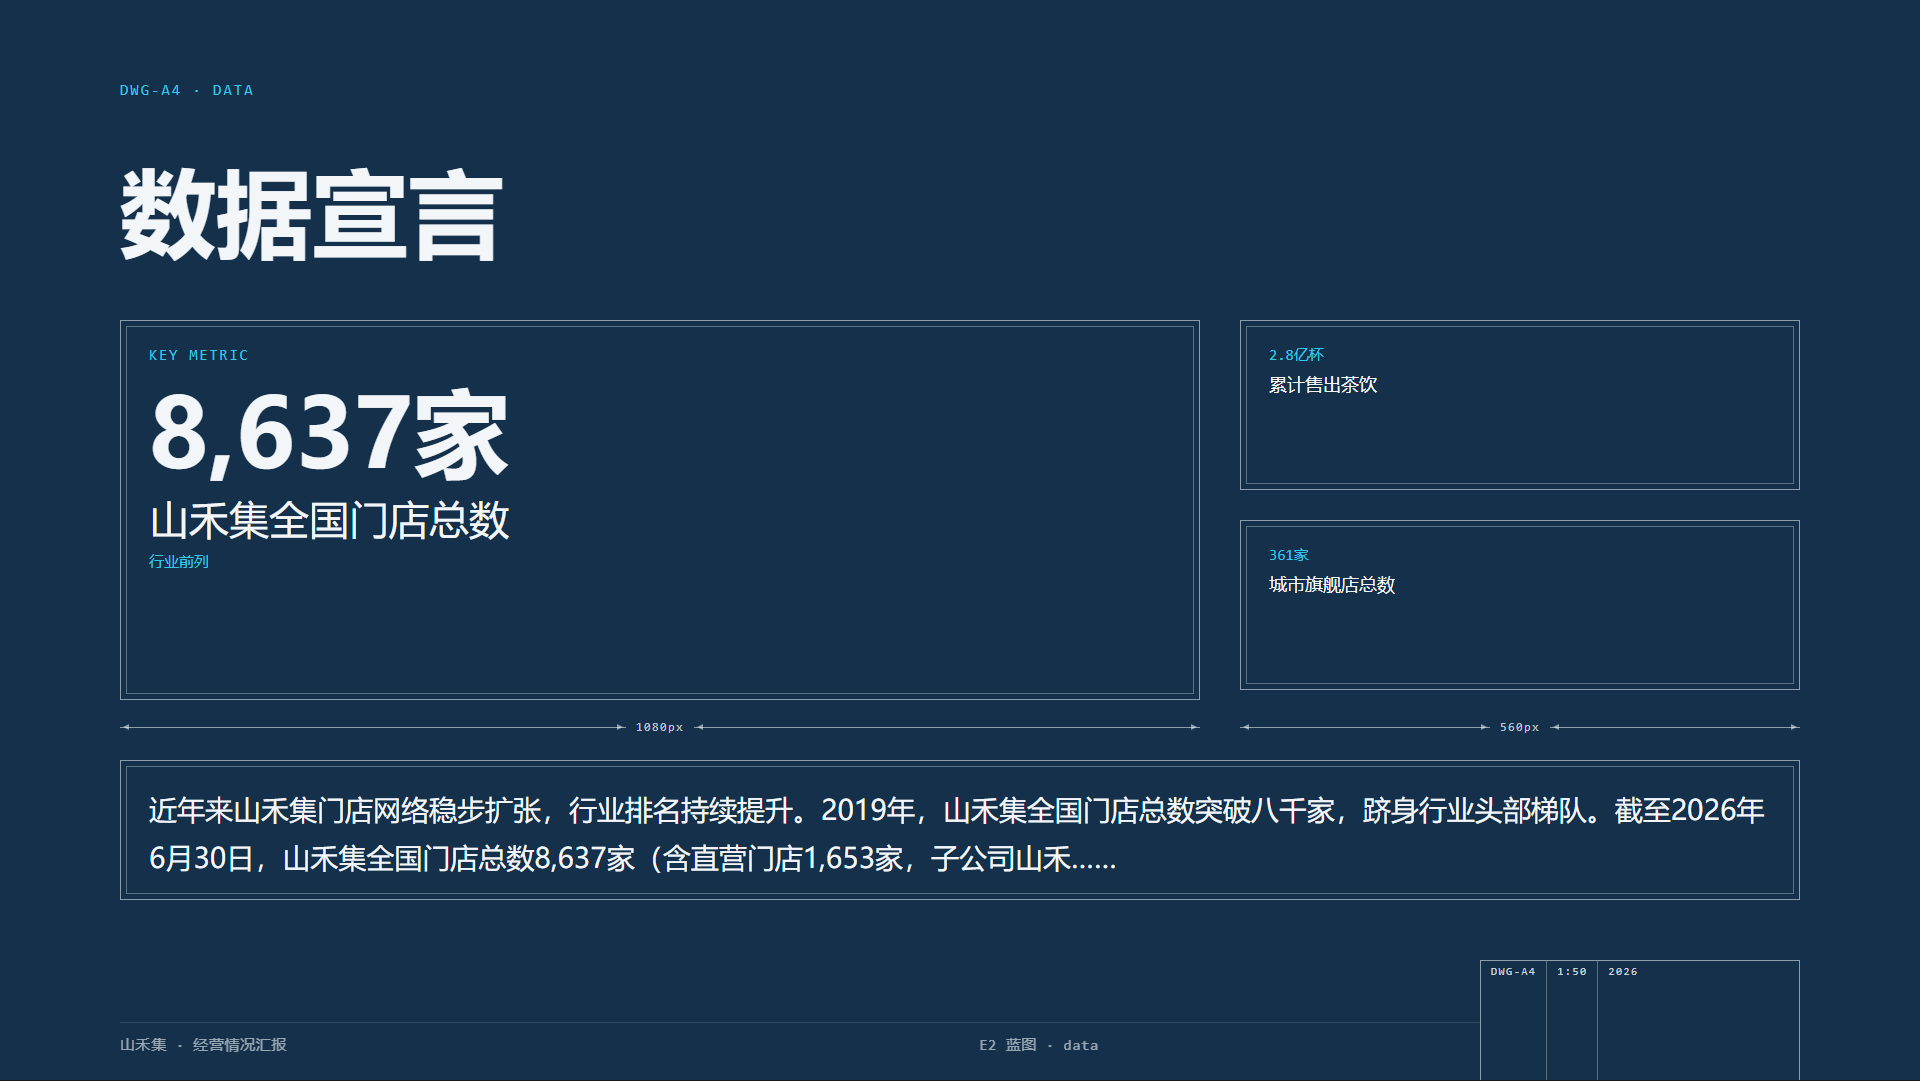 DWG-A4 · DATA
数据宣言
KEY METRIC
8,637家
山禾集全国门店总数
行业前列
2.8亿杯
累计售出茶饮
361家
城市旗舰店总数
1080px
560px
近年来山禾集门店网络稳步扩张，行业排名持续提升。2019年，山禾集全国门店总数突破八千家，跻身行业头部梯队。截至2026年
6月30日，山禾集全国门店总数8,637家（含直营门店1,653家，子公司山禾……
DWG-A4 1:50 2026
山禾集 · 经营情况汇报
E2 蓝图 · data